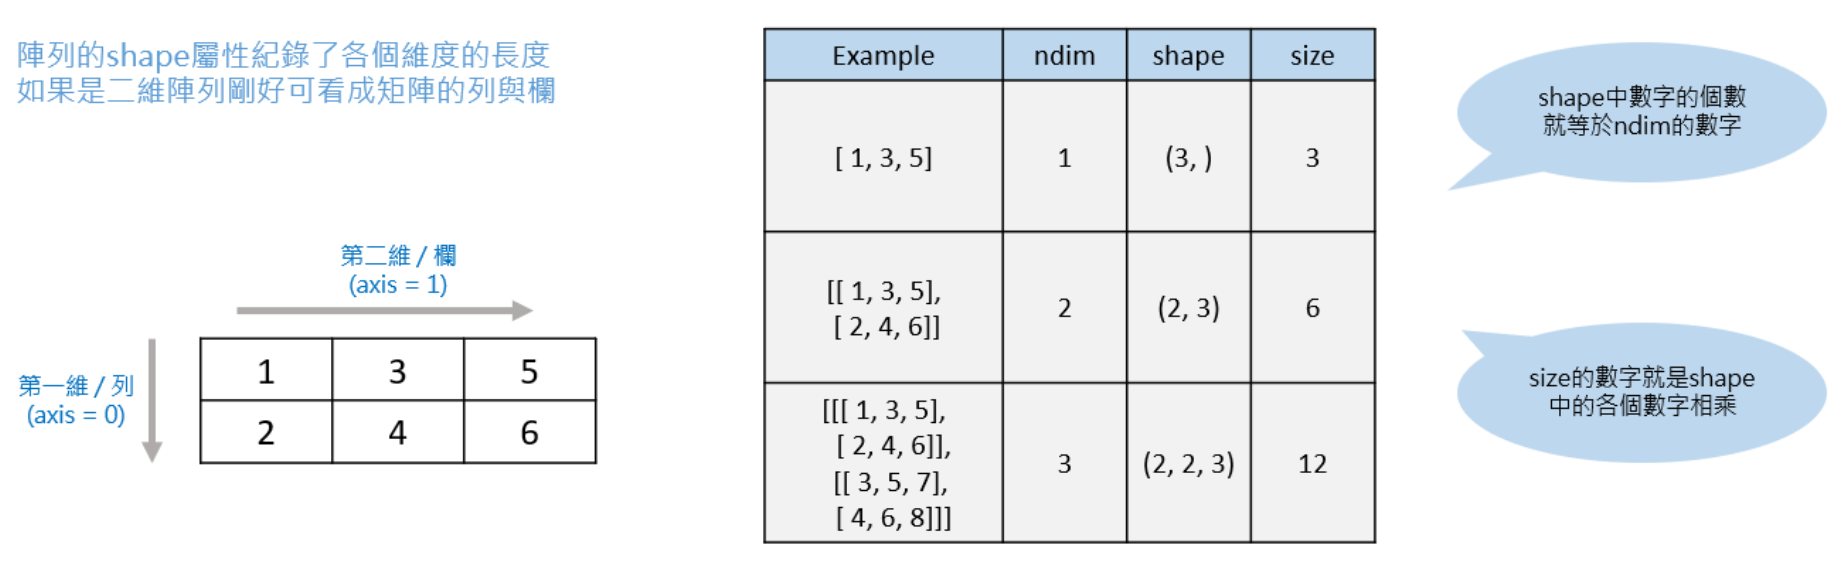 陣列的shape屬性紀錄了各個維度的長度
如果是二維陣列剛好可看成矩陣的列與欄
第二維 / 欄
(axis = 1)
第一維 / 列
(axis = 0)
1 3 5
2 4 6
Example ndim shape size
[ 1, 3, 5] 1 (3, ) 3
[[ 1, 3, 5],
[ 2, 4, 6]] 2 (2, 3) 6
[[[ 1, 3, 5],
[ 2, 4, 6]],
[[ 3, 5, 7],
[ 4, 6, 8]]] 3 (2, 2, 3) 12
shape中數字的個數
就等於ndim的數字
size的數字就是shape
中的各個數字相乘